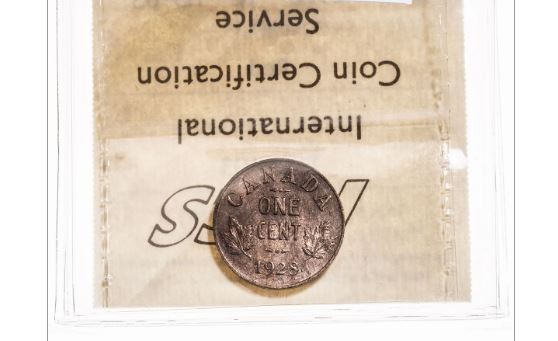 International
Coin Certification
Service
CANADA
ONE
CENT
1928